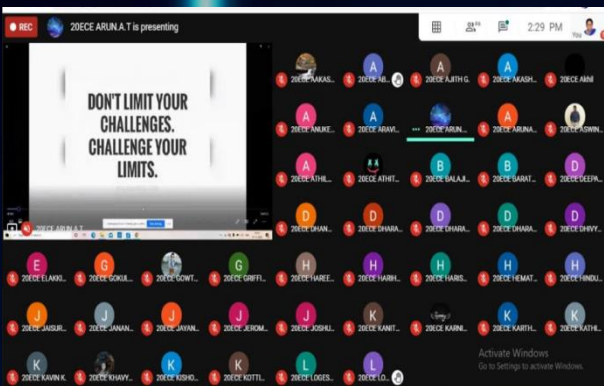 REC
20ECE ARUN.A.T is presenting
2:29 PM
You
DON'T LIMIT YOUR
CHALLENGES.
CHALLENGE YOUR
LIMITS.
20ECE ARUN A.T
A A A
20ECE AAKAS... 20ECE AB... 20ECE AJITH G. 20ECE AKASH... 20ECE Akhil
A A A
20ECE ANUKE... 20ECE ARAVI... 20ECE ARUN... 20ECE ARUNA... 20ECE ASWIN...
A B B D
20ECE ATHIL... 20ECE ATHIT... 20ECE BALAJI... 20ECE BARAT... 20ECE DEEPA...
D D D D D
20ECE DHAN... 20ECE DHARA... 20ECE DHARA... 20ECE DHARA... 20ECE DHIVY...
E G G H H H H H
20ECE ELAKKI... 20ECE GOKUL... 20ECE GOWT... 20ECE GRIFFI... 20ECE HAREE... 20ECE HARIH... 20ECE HARIS... 20ECE HEMAT... 20ECE HINDU...
J J J J J K K K
20ECE JAISUR... 20ECE JANAN... 20ECE JAYAN... 20ECE JEROM... 20ECE JOSHU... 20ECE KANIT... 20ECE KARNI... 20ECE KARTH... 20ECE KATHI...
Activate Windows
Go to Settings to activate Windows.
K K K L L
20ECE KAVIN K. 20ECE KHAVY... 20ECE KISHO... 20ECE KOTTI... 20ECE LOGES... 20ECE LO...